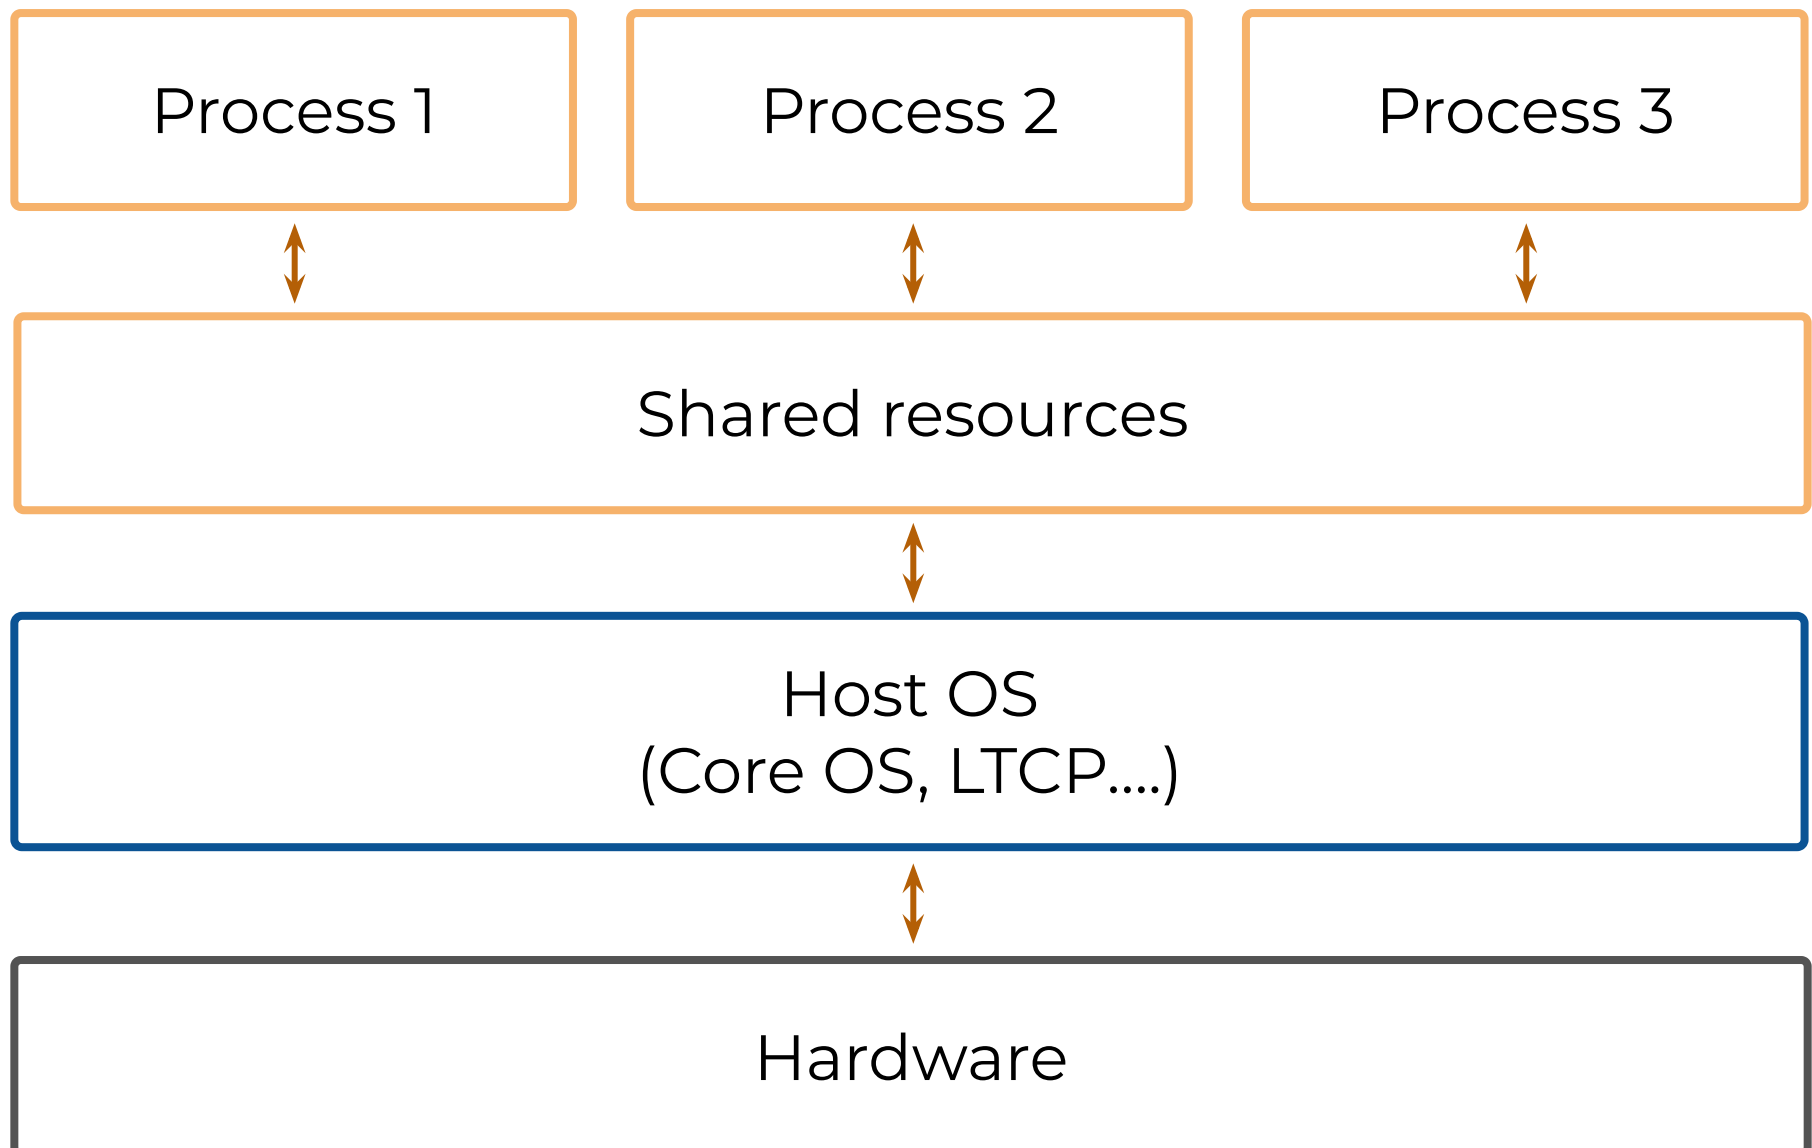 Process 1
Process 2
Process 3
Shared resources
Host OS
(Core OS, LTCP....)
Hardware